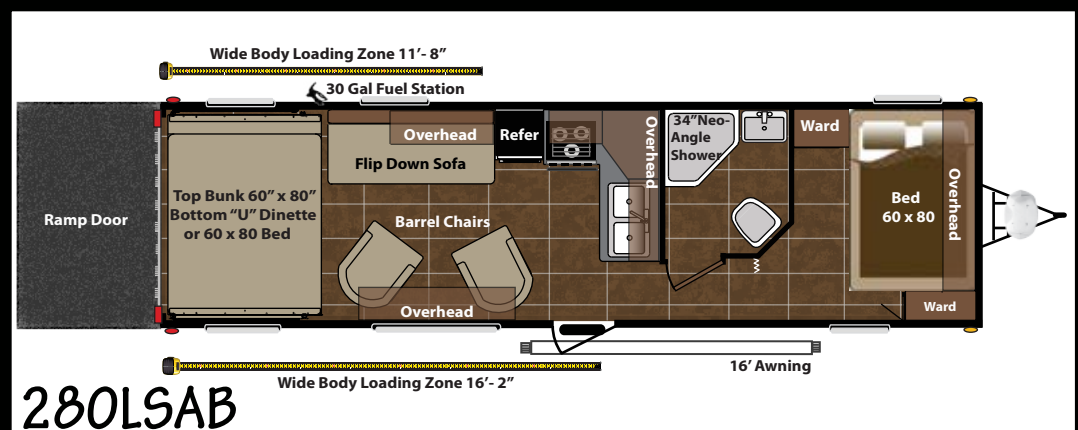 Wide Body Loading Zone 11'- 8”
30 Gal Fuel Station
Overhead
Refer
Overhead
34”Neo-
Angle
Shower
Ward
Flip Down Sofa
Ramp Door
Top Bunk 60” x 80”
Bottom “U” Dinette
or 60 x 80 Bed
Barrel Chairs
Bed
60 x 80
Overhead
Overhead
Ward
16’ Awning
Wide Body Loading Zone 16’- 2”
280LSAB